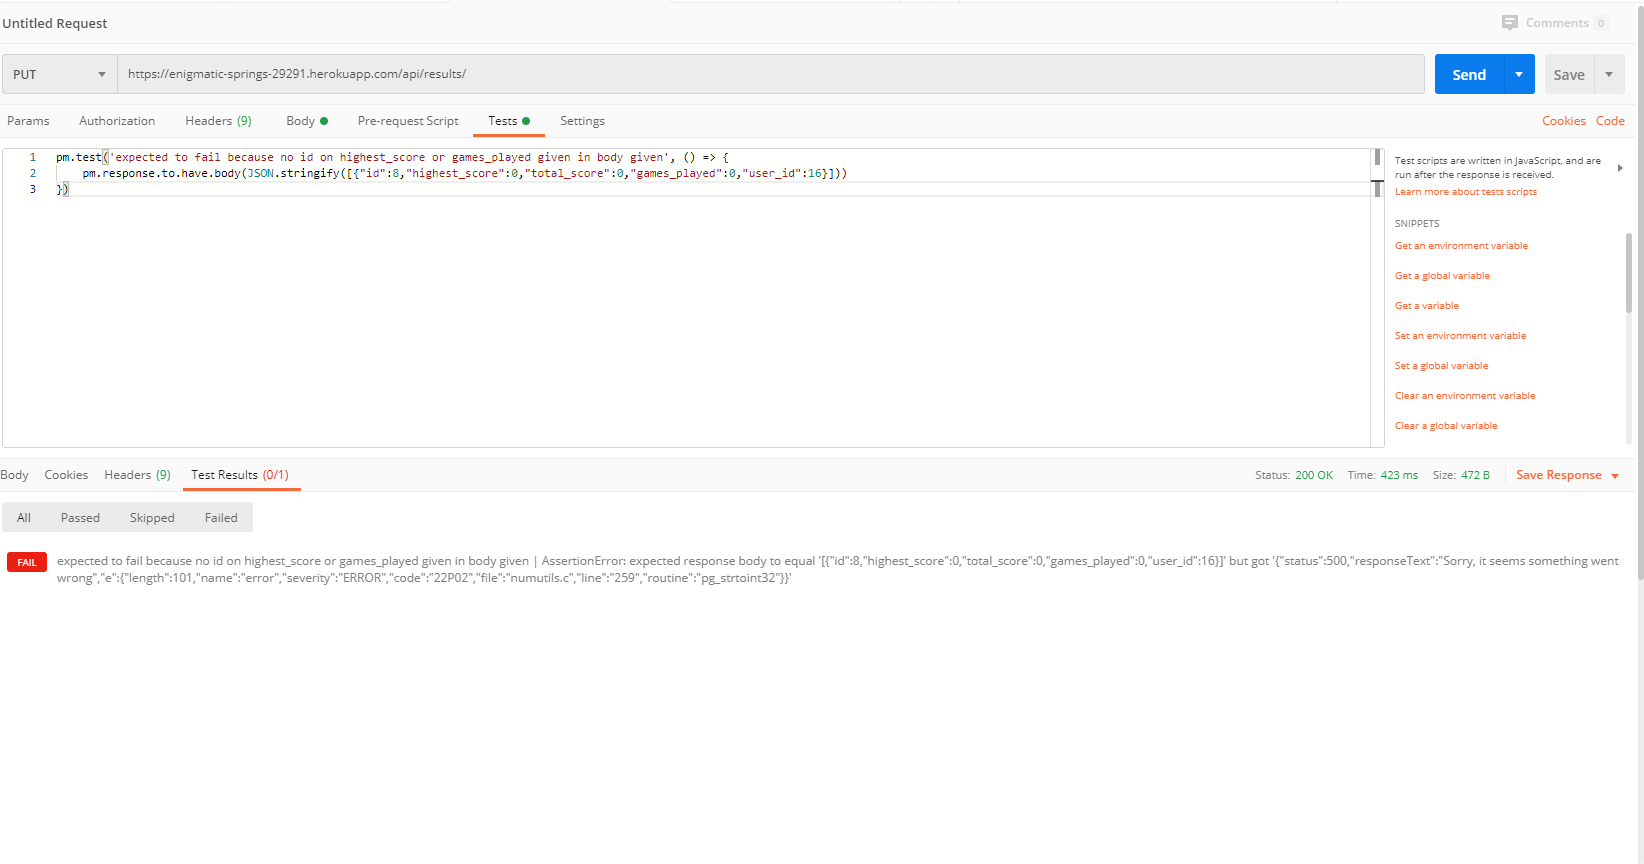 Untitled Request
Comments 0
PUT
https://enigmatic-springs-29291.herokuapp.com/api/results/
Send
Save
Params Authorization Headers (9) Body Pre-request Script Tests Settings
Cookies Code
1 pm.test('expected to fail because no id on highest_score or games_played given in body given', () => {
2 pm.response.to.have.body(JSON.stringify([{"id":8,"highest_score":0,"total_score":0,"games_played":0,"user_id":16}]))
3 })
Test scripts are written in JavaScript, and are
run after the response is received.
Learn more about tests scripts
SNIPPETS
Get an environment variable
Get a global variable
Get a variable
Set an environment variable
Set a global variable
Clear an environment variable
Clear a global variable
Body Cookies Headers (9) Test Results (0/1)
Status: 200 OK Time: 423 ms Size: 472 B
Save Response
All Passed Skipped Failed
FAIL
expected to fail because no id on highest_score or games_played given in body given | AssertionError: expected response body to equal '[{"id":8,"highest_score":0,"total_score":0,"games_played":0,"user_id":16}]' but got '{"status":500,"responseText":"Sorry, it seems something went
wrong","e":{"length":101,"name":"error","severity":"ERROR","code":"22P02","file":"numutils.c","line":"259","routine":"pg_strtoint32"}}'